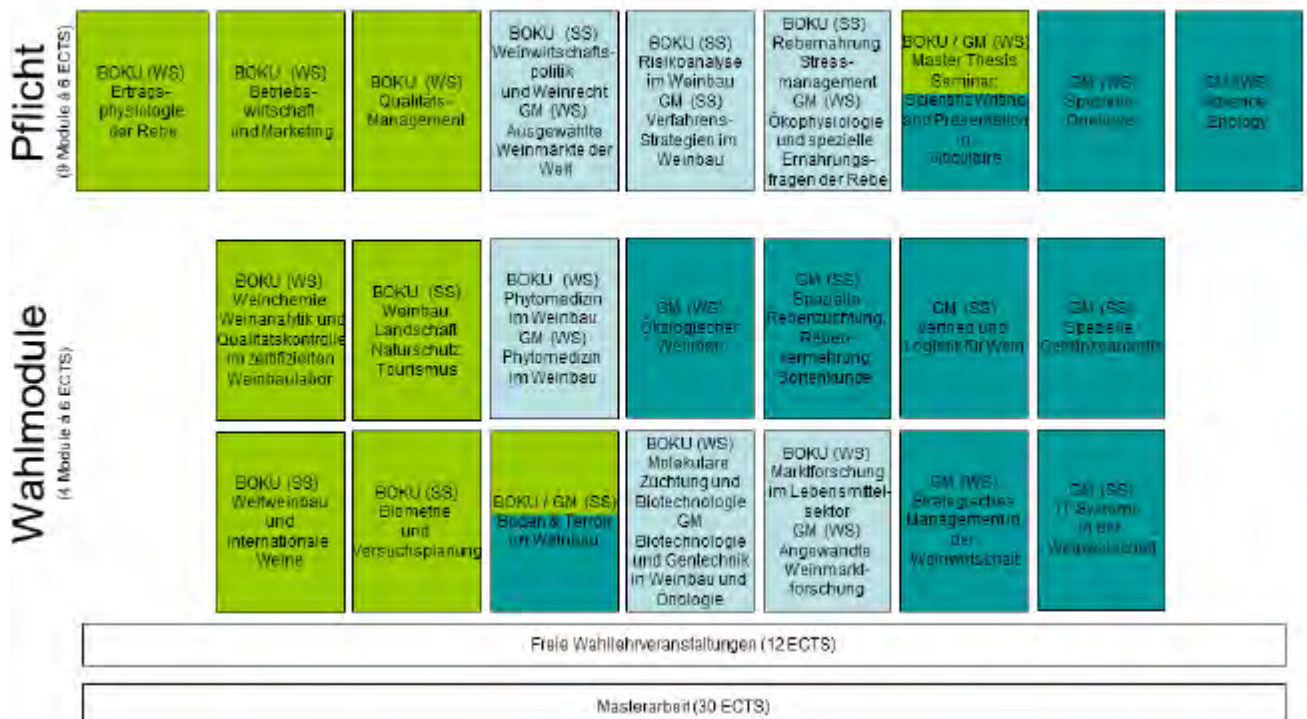 Pflicht
(9 Module à 6 ECTS)
BOKU (WS)
Ertrags-
physiologie
der Rebe
BOKU (WS)
Betriebs-
wirtschaft
und Marketing
BOKU (WS)
Qualitäts-
Management
BOKU (SS)
Weinwirtschafts-
politik
und Weinrecht
GM (WS)
Ausgewählte
Weinmärkte der
Welt
BOKU (SS)
Risikoanalyse
im Weinbau
GM (SS)
Verfahrens-
Strategien im
Weinbau
BOKU (SS)
Rebernährung
Stress-
management
GM (WS)
Ökophysiologie
und spezielle
Ernährungs-
fragen der Rebe
BOKU / GM (WS)
Master Thesis
Seminar:
Scientific Writing
and Presentation
in
viticulture
GM (WS)
Spezielle
Önologie
GM (WS)
Enology
Wahlmodule
(4 Module à 6 ECTS)
BOKU (WS)
Weinchemie
Weinanalytik und
Qualitätskontrolle
im zertifizierten
Weinbaulabor
BOKU (SS)
Weinbau
Landschaft
Naturschutz
Tourismus
BOKU (WS)
Phytomedizin
im Weinbau
GM (WS)
Phytomedizin
im Weinbau
GM (WS)
Ökologischer
Weinbau
GM (SS)
Spezielle
Rebenzüchtung,
Reben-
vermehrung
Sortenkunde
GM (SS)
Vertrieb und
Logistik für Wein
GM (SS)
Spezielle
BOKU (SS)
Weltweinbau
und
internationale
Weine
BOKU (SS)
Biometrie
und
Versuchsplanung
BOKU / GM (SS)
Boden & Terroir
im Weinbau
BOKU (WS)
Molekulare
Züchtung und
Biotechnologie
GM
Biotechnologie
und Gentechnik
in Weinbau und
Önologie
BOKU (WS)
Marktforschung
im Lebensmittel-
sektor
GM (WS)
Angewandte
Weinmarkt-
forschung
GM (WS)
Strategisches
Management in
der
Weinwirtschaft
GM (SS)
IT-Systeme
in der
Weinwirtschaft
Freie Wahllehrveranstaltungen (12 ECTS)
Masterarbeit (30 ECTS)